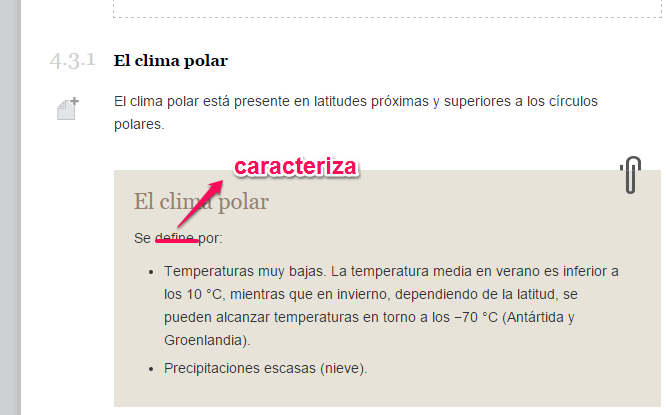 4.3.1 El clima polar
El clima polar está presente en latitudes próximas y superiores a los círculos
polares.
caracteriza
El clima polar
Se define por:
• Temperaturas muy bajas. La temperatura media en verano es inferior a
los 10 °C, mientras que en invierno, dependiendo de la latitud, se
pueden alcanzar temperaturas en torno a los −70 °C (Antártida y
Groenlandia).
• Precipitaciones escasas (nieve).